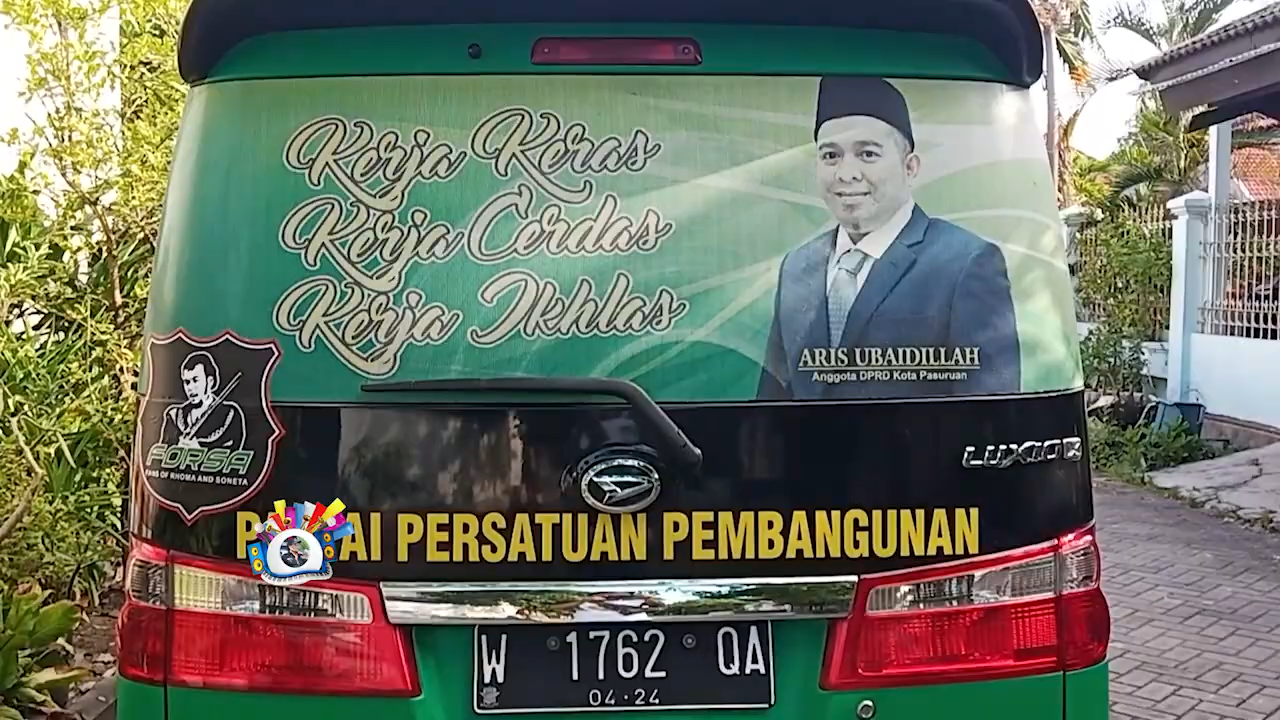 Kerja Keras
Kerja Cerdas
Kerja Ikhlas
ARIS UBAIDILLAH
Anggota DPRD Kota Pasuruan
FORSA
FANS OF RHOMA AND SONETA
LUXIO
PERSATUAN PEMBANGUNAN
W 1762 QA
04·24